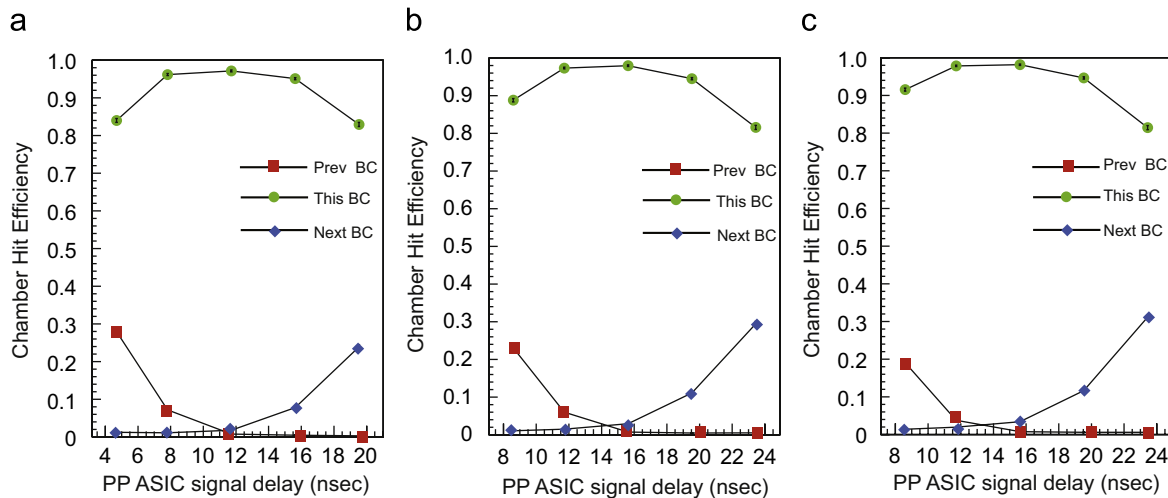 a
Chamber Hit Efficiency
1.0
0.9
0.8
0.7
0.6
0.5
0.4
0.3
0.2
0.1
0
Prev BC
This BC
Next BC
4 6 8 10 12 14 16 18 20
PP ASIC signal delay (nsec)
b
Chamber Hit Efficiency
1.0
0.9
0.8
0.7
0.6
0.5
0.4
0.3
0.2
0.1
0
Prev BC
This BC
Next BC
8 10 12 14 16 18 20 22 24
PP ASIC signal delay (nsec)
c
Chamber Hit Efficiency
1.0
0.9
0.8
0.7
0.6
0.5
0.4
0.3
0.2
0.1
0
Prev BC
This BC
Next BC
8 10 12 14 16 18 20 22 24
PP ASIC signal delay (nsec)